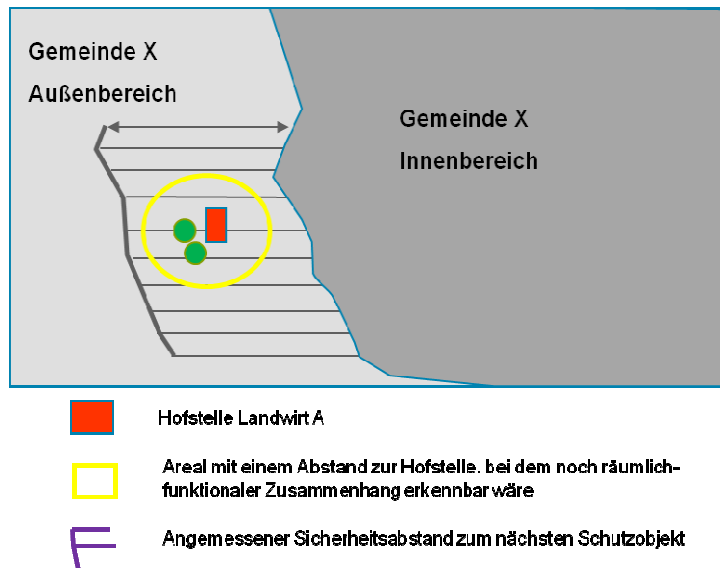 Gemeinde X
Außenbereich
Gemeinde X
Innenbereich
Hofstelle Landwirt A
Areal mit einem Abstand zur Hofstelle. bei dem noch räumlich-
funktionaler Zusammenhang erkennbar wäre
Angemessener Sicherheitsabstand zum nächsten Schutzobjekt